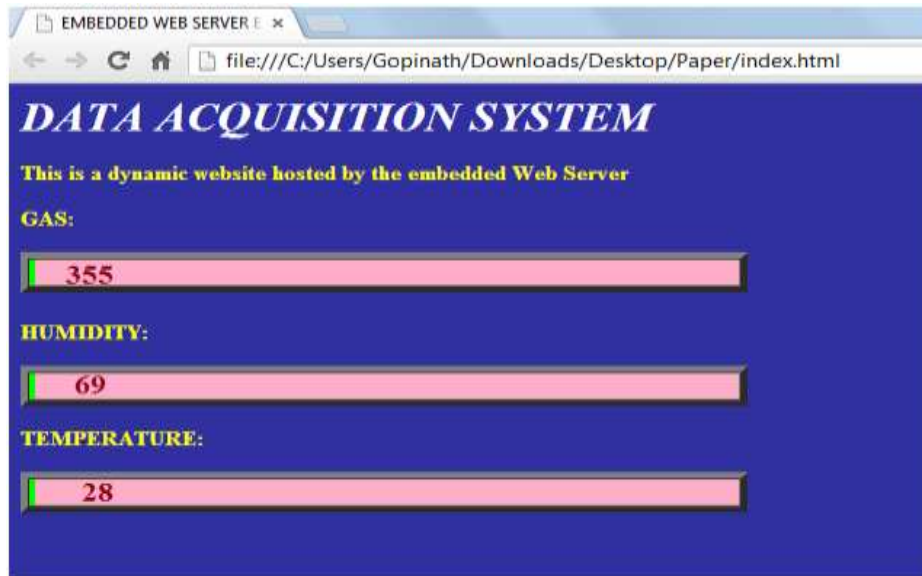 EMBEDDED WEB SERVER E
file:///C:/Users/Gopinath/Downloads/Desktop/Paper/index.html
DATA ACQUISITION SYSTEM
This is a dynamic website hosted by the embedded Web Server
GAS:
355
HUMIDITY:
69
TEMPERATURE:
28